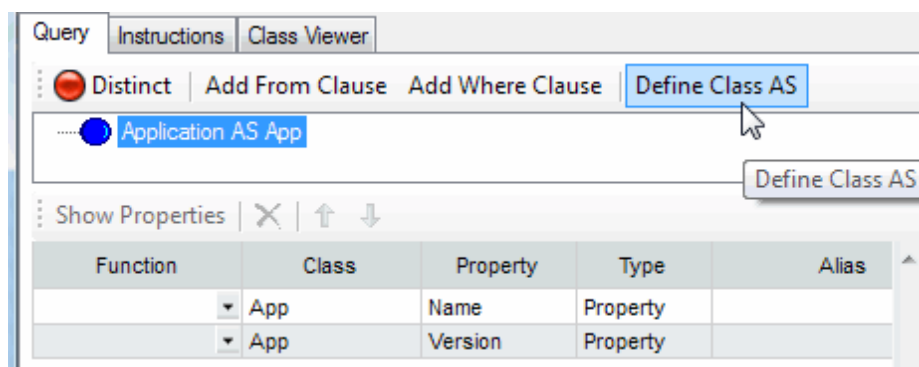 Query Instructions Class Viewer
Distinct Add From Clause Add Where Clause Define Class AS
Application AS App
Define Class AS
Show Properties
Function Class Property Type Alias
App Name Property
App Version Property